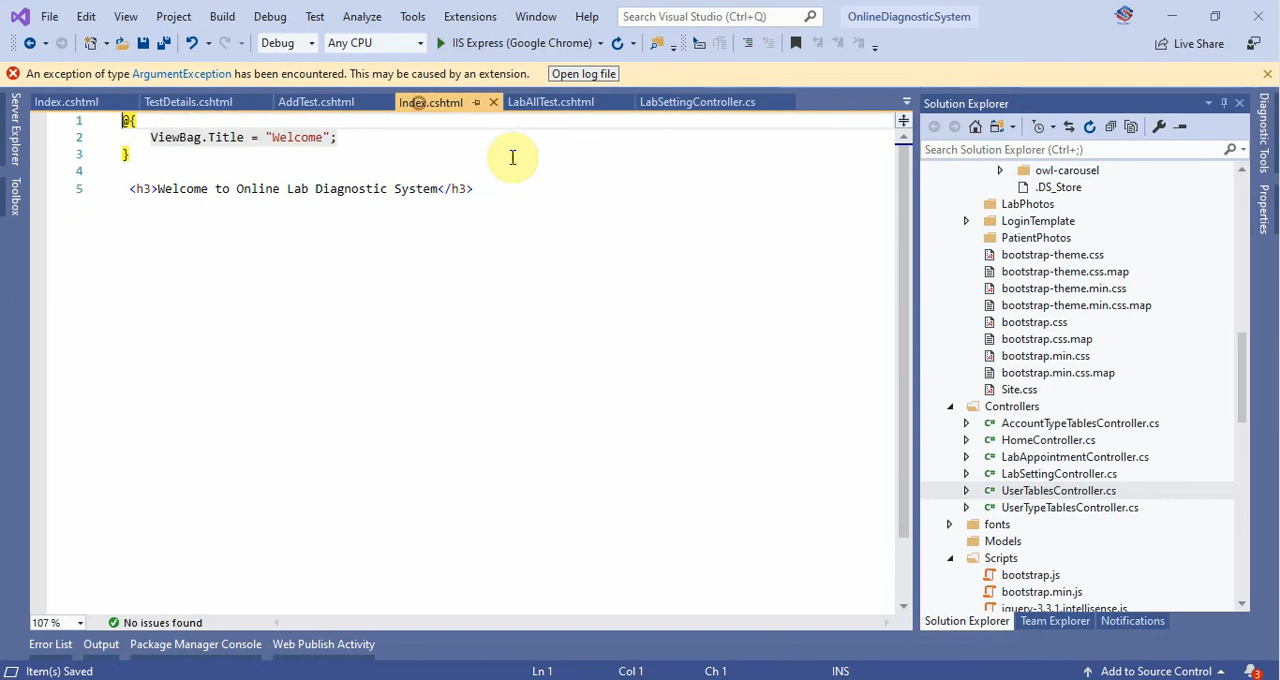 File Edit View Project Build Debug Test Analyze Tools Extensions Window Help Search Visual Studio (Ctrl+Q) OnlineDiagnosticSystem
Debug Any CPU IIS Express (Google Chrome) Live Share
An exception of type ArgumentException has been encountered. This may be caused by an extension. Open log file
Index.cshtml TestDetails.cshtml AddTest.cshtml Index.cshtml LabAllTest.cshtml LabSettingController.cs
Server Explorer
Toolbox
1 @{
2 ViewBag.Title = "Welcome";
3 }
4
5 <h3>Welcome to Online Lab Diagnostic System</h3>
Solution Explorer
Search Solution Explorer (Ctrl+;)
owl-carousel
.DS_Store
LabPhotos
LoginTemplate
PatientPhotos
bootstrap-theme.css
bootstrap-theme.css.map
bootstrap-theme.min.css
bootstrap-theme.min.css.map
bootstrap.css
bootstrap.css.map
bootstrap.min.css
bootstrap.min.css.map
Site.css
Controllers
AccountTypeTablesController.cs
HomeController.cs
LabAppointmentController.cs
LabSettingController.cs
UserTablesController.cs
UserTypeTablesController.cs
fonts
Models
Scripts
bootstrap.js
bootstrap.min.js
jquery-3.3.1.intellisense.js
Diagnostic Tools
Properties
107 % No issues found
Solution Explorer Team Explorer Notifications
Error List Output Package Manager Console Web Publish Activity
Item(s) Saved Ln 1 Col 1 Ch 1 INS Add to Source Control 3